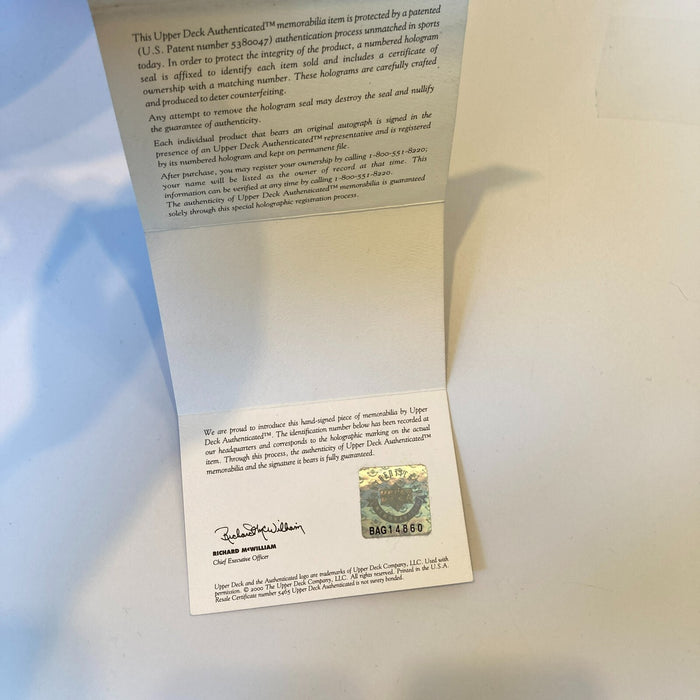 This Upper Deck Authenticated™ memorabilia item is protected by a patented
(U.S. Patent number 5380047) authentication process unmatched in sports
today. In order to protect the integrity of the product, a numbered hologram
seal is affixed to identify each item sold and includes a certificate of
ownership with a matching number. These holograms are carefully crafted
and produced to deter counterfeiting.
Any attempt to remove the hologram seal may destroy the seal and nullify
the guarantee of authenticity.
Each individual product that bears an original autograph is signed in the
presence of an Upper Deck Authenticated™ representative and is registered
by its numbered hologram and kept on permanent file.
After purchase, you may register your ownership by calling 1-800-551-8220;
your name will be listed as the owner of record at that time. This
information can be verified at any time by calling 1-800-551-8220.
The authenticity of Upper Deck Authenticated™ memorabilia is guaranteed
solely through this special holographic registration process.
We are proud to introduce this hand-signed piece of memorabilia by Upper
Deck Authenticated™. The identification number below has been recorded at
our headquarters and corresponds to the holographic marking on the actual
item. Through this process, the authenticity of Upper Deck Authenticated™
memorabilia and the signature it bears is fully guaranteed.
BAG14860
Richard McWilliam
RICHARD McWILLIAM
Chief Executive Officer
Upper Deck and the Authenticated logo are trademarks of Upper Deck Company, LLC. Used with
permission. © 2000 The Upper Deck Company, LLC. All rights reserved. Printed in the U.S.A.
Resale Certificate number 5465 Upper Deck Authenticated is not surety bonded.